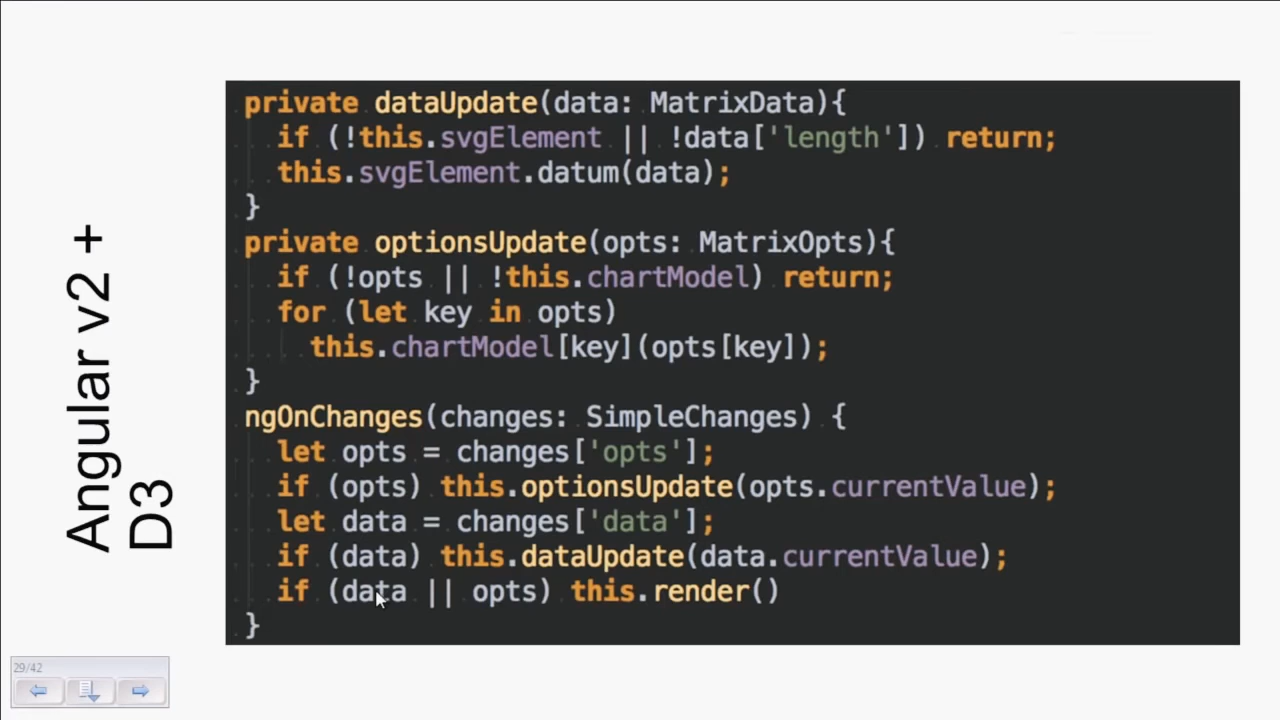 Angular v2 +
D3
private dataUpdate(data: MatrixData){
if (!this.svgElement || !data['length']) return;
this.svgElement.datum(data);
}
private optionsUpdate(opts: MatrixOpts){
if (!opts || !this.chartModel) return;
for (let key in opts)
this.chartModel[key](opts[key]);
}
ngOnChanges(changes: SimpleChanges) {
let opts = changes['opts'];
if (opts) this.optionsUpdate(opts.currentValue);
let data = changes['data'];
if (data) this.dataUpdate(data.currentValue);
if (data || opts) this.render()
}
29/42